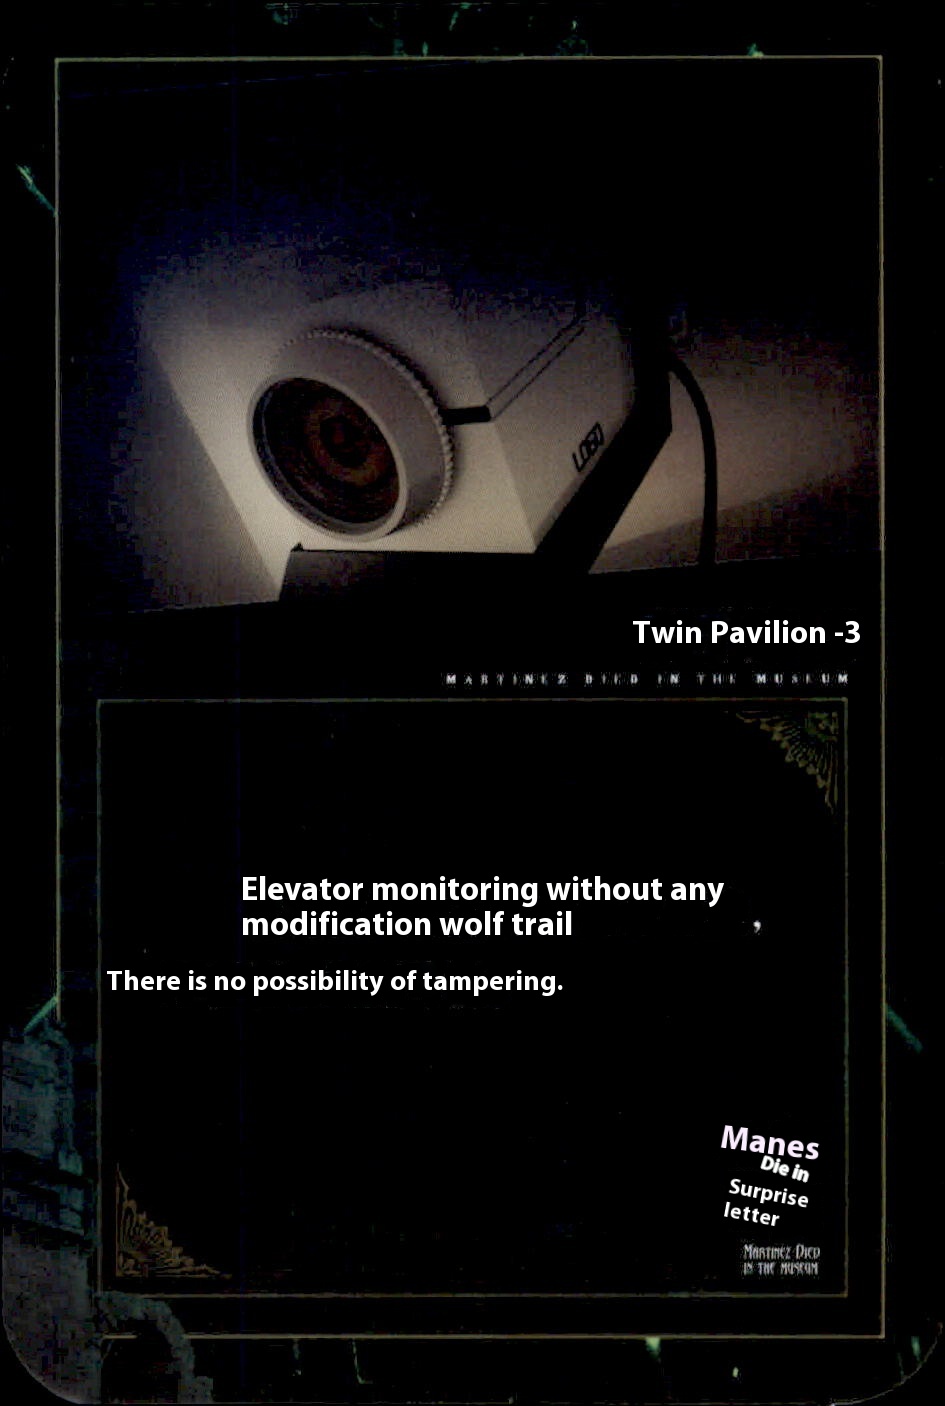 LOGO
Twin Pavilion -3
MARTINEZ DIED IN THE MUSEUM
Elevator monitoring without any
modification wolf trail ,
There is no possibility of tampering.
Manes
Die in
Surprise
letter
MARTINEZ DIED
IN THE MUSEUM